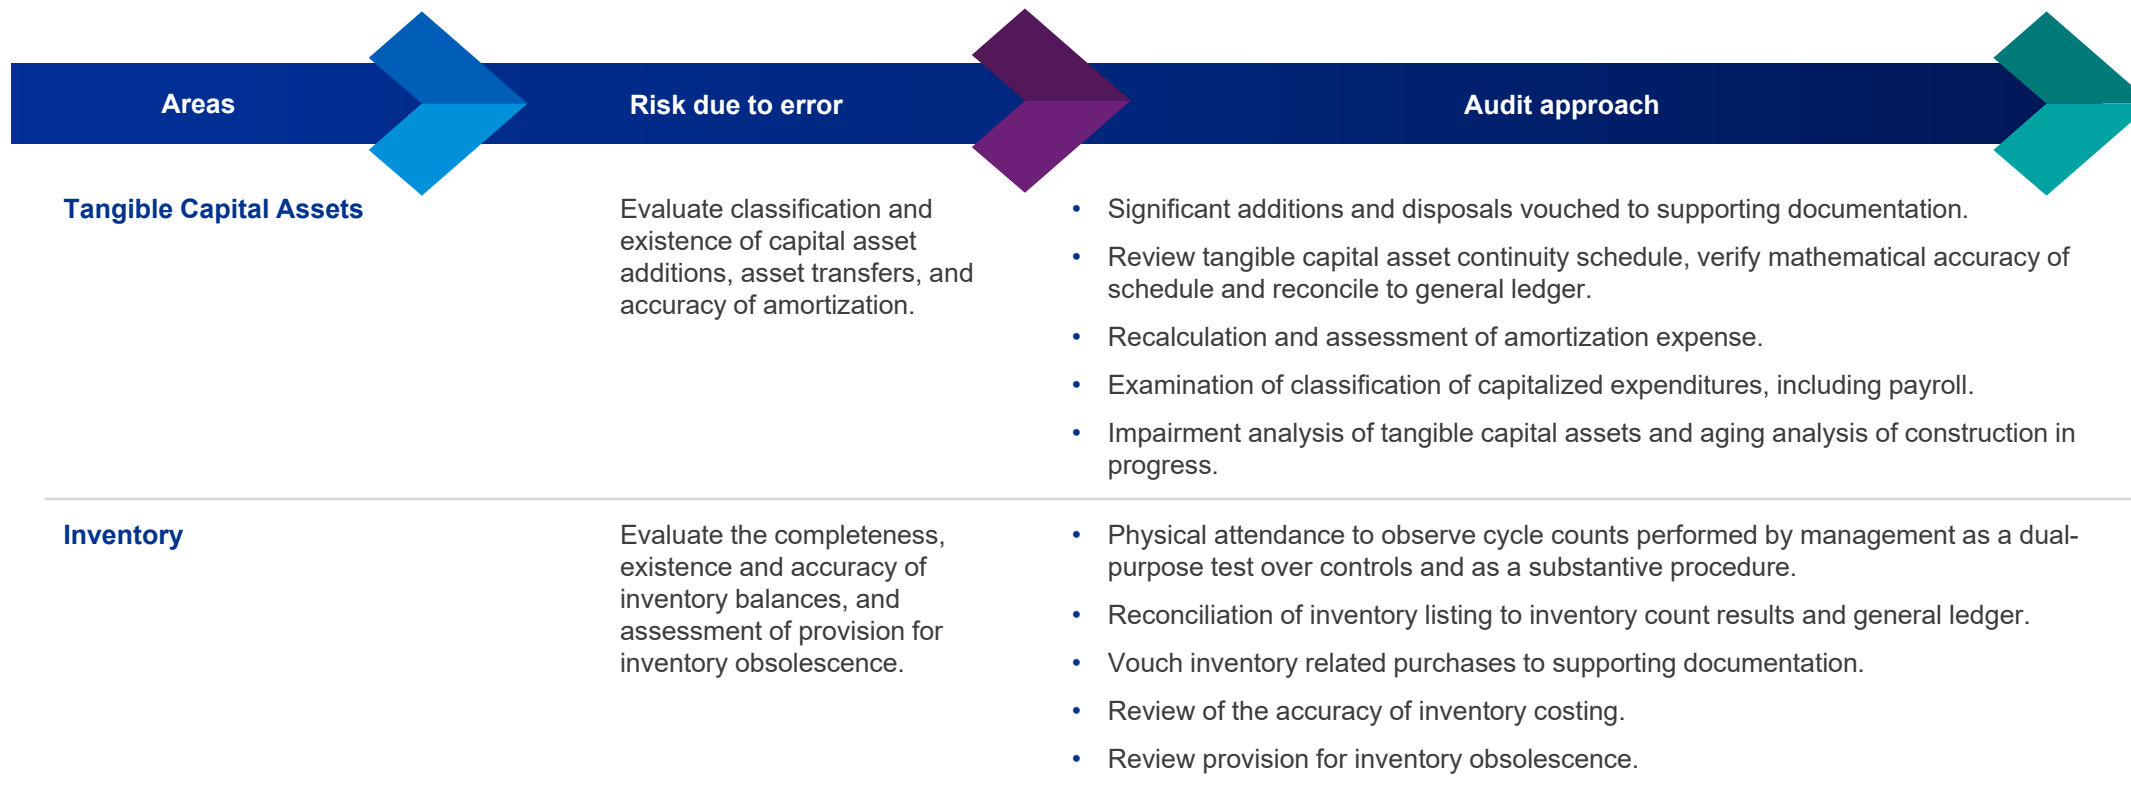 Areas
Risk due to error
Audit approach
Tangible Capital Assets
Evaluate classification and
existence of capital asset
additions, asset transfers, and
accuracy of amortization.
• Significant additions and disposals vouched to supporting documentation.
• Review tangible capital asset continuity schedule, verify mathematical accuracy of
schedule and reconcile to general ledger.
• Recalculation and assessment of amortization expense.
• Examination of classification of capitalized expenditures, including payroll.
• Impairment analysis of tangible capital assets and aging analysis of construction in
progress.
Inventory
Evaluate the completeness,
existence and accuracy of
inventory balances, and
assessment of provision for
inventory obsolescence.
• Physical attendance to observe cycle counts performed by management as a dual-
purpose test over controls and as a substantive procedure.
• Reconciliation of inventory listing to inventory count results and general ledger.
• Vouch inventory related purchases to supporting documentation.
• Review of the accuracy of inventory costing.
• Review provision for inventory obsolescence.